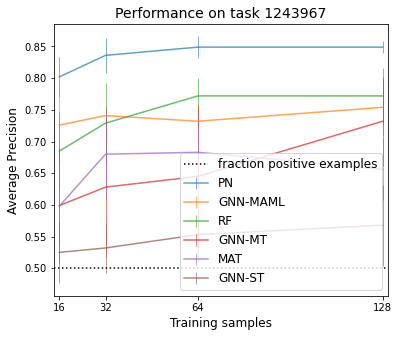 Performance on task 1243967
Average Precision
0.85
0.80
0.75
0.70
0.65
0.60
0.55
0.50
fraction positive examples
PN
GNN-MAML
RF
GNN-MT
MAT
GNN-ST
16 32 64 128
Training samples